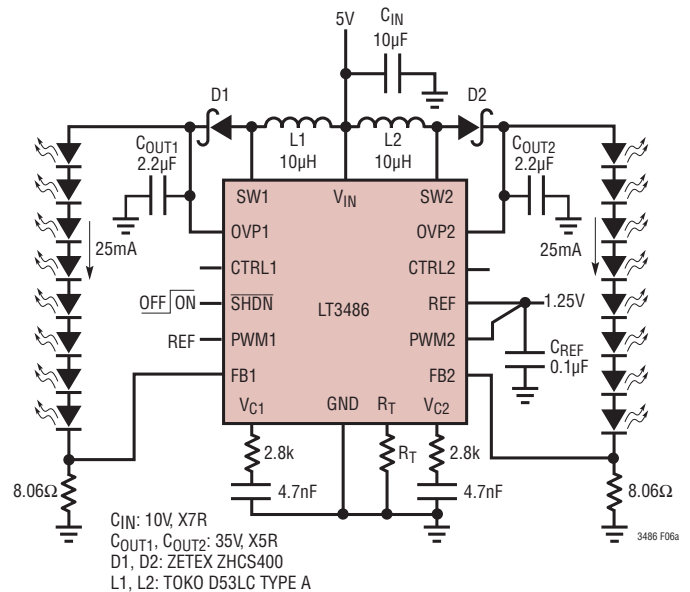 5V
CIN
10µF
D1
D2
L1
10µH
L2
10µH
COUT1
2.2µF
COUT2
2.2µF
SW1
VIN
SW2
OVP1
OVP2
25mA
25mA
CTRL1
CTRL2
OFF ON
SHDN
LT3486
REF
1.25V
REF
PWM1
PWM2
CREF
0.1µF
FB1
FB2
VC1
GND
RT
VC2
2.8k
RT
2.8k
4.7nF
4.7nF
8.06Ω
8.06Ω
CIN: 10V, X7R
COUT1, COUT2: 35V, X5R
D1, D2: ZETEX ZHCS400
L1, L2: TOKO D53LC TYPE A
3486 F06a